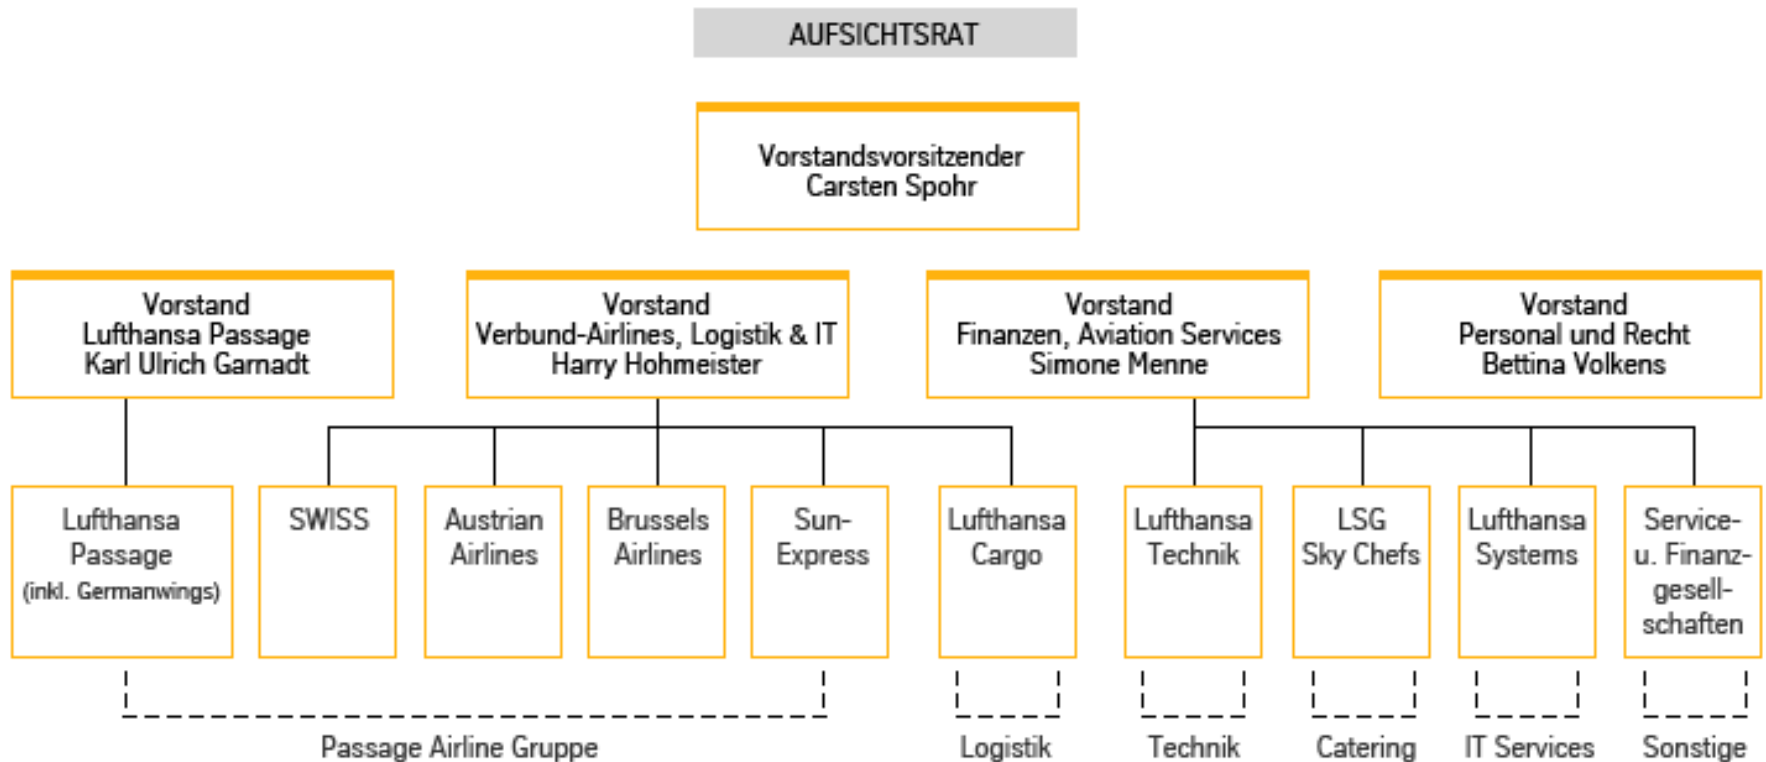 AUFSICHTSRAT
Vorstandsvorsitzender
Carsten Spohr
Vorstand
Lufthansa Passage
Karl Ulrich Garnadt
Vorstand
Verbund-Airlines, Logistik & IT
Harry Hohmeister
Vorstand
Finanzen, Aviation Services
Simone Menne
Vorstand
Personal und Recht
Bettina Volkens
Lufthansa
Passage
(inkl. Germanwings)
SWISS
Austrian
Airlines
Brussels
Airlines
Sun-
Express
Lufthansa
Cargo
Lufthansa
Technik
LSG
Sky Chefs
Lufthansa
Systems
Service-
u. Finanz-
gesell-
schaften
Passage Airline Gruppe
Logistik
Technik
Catering
IT Services
Sonstige